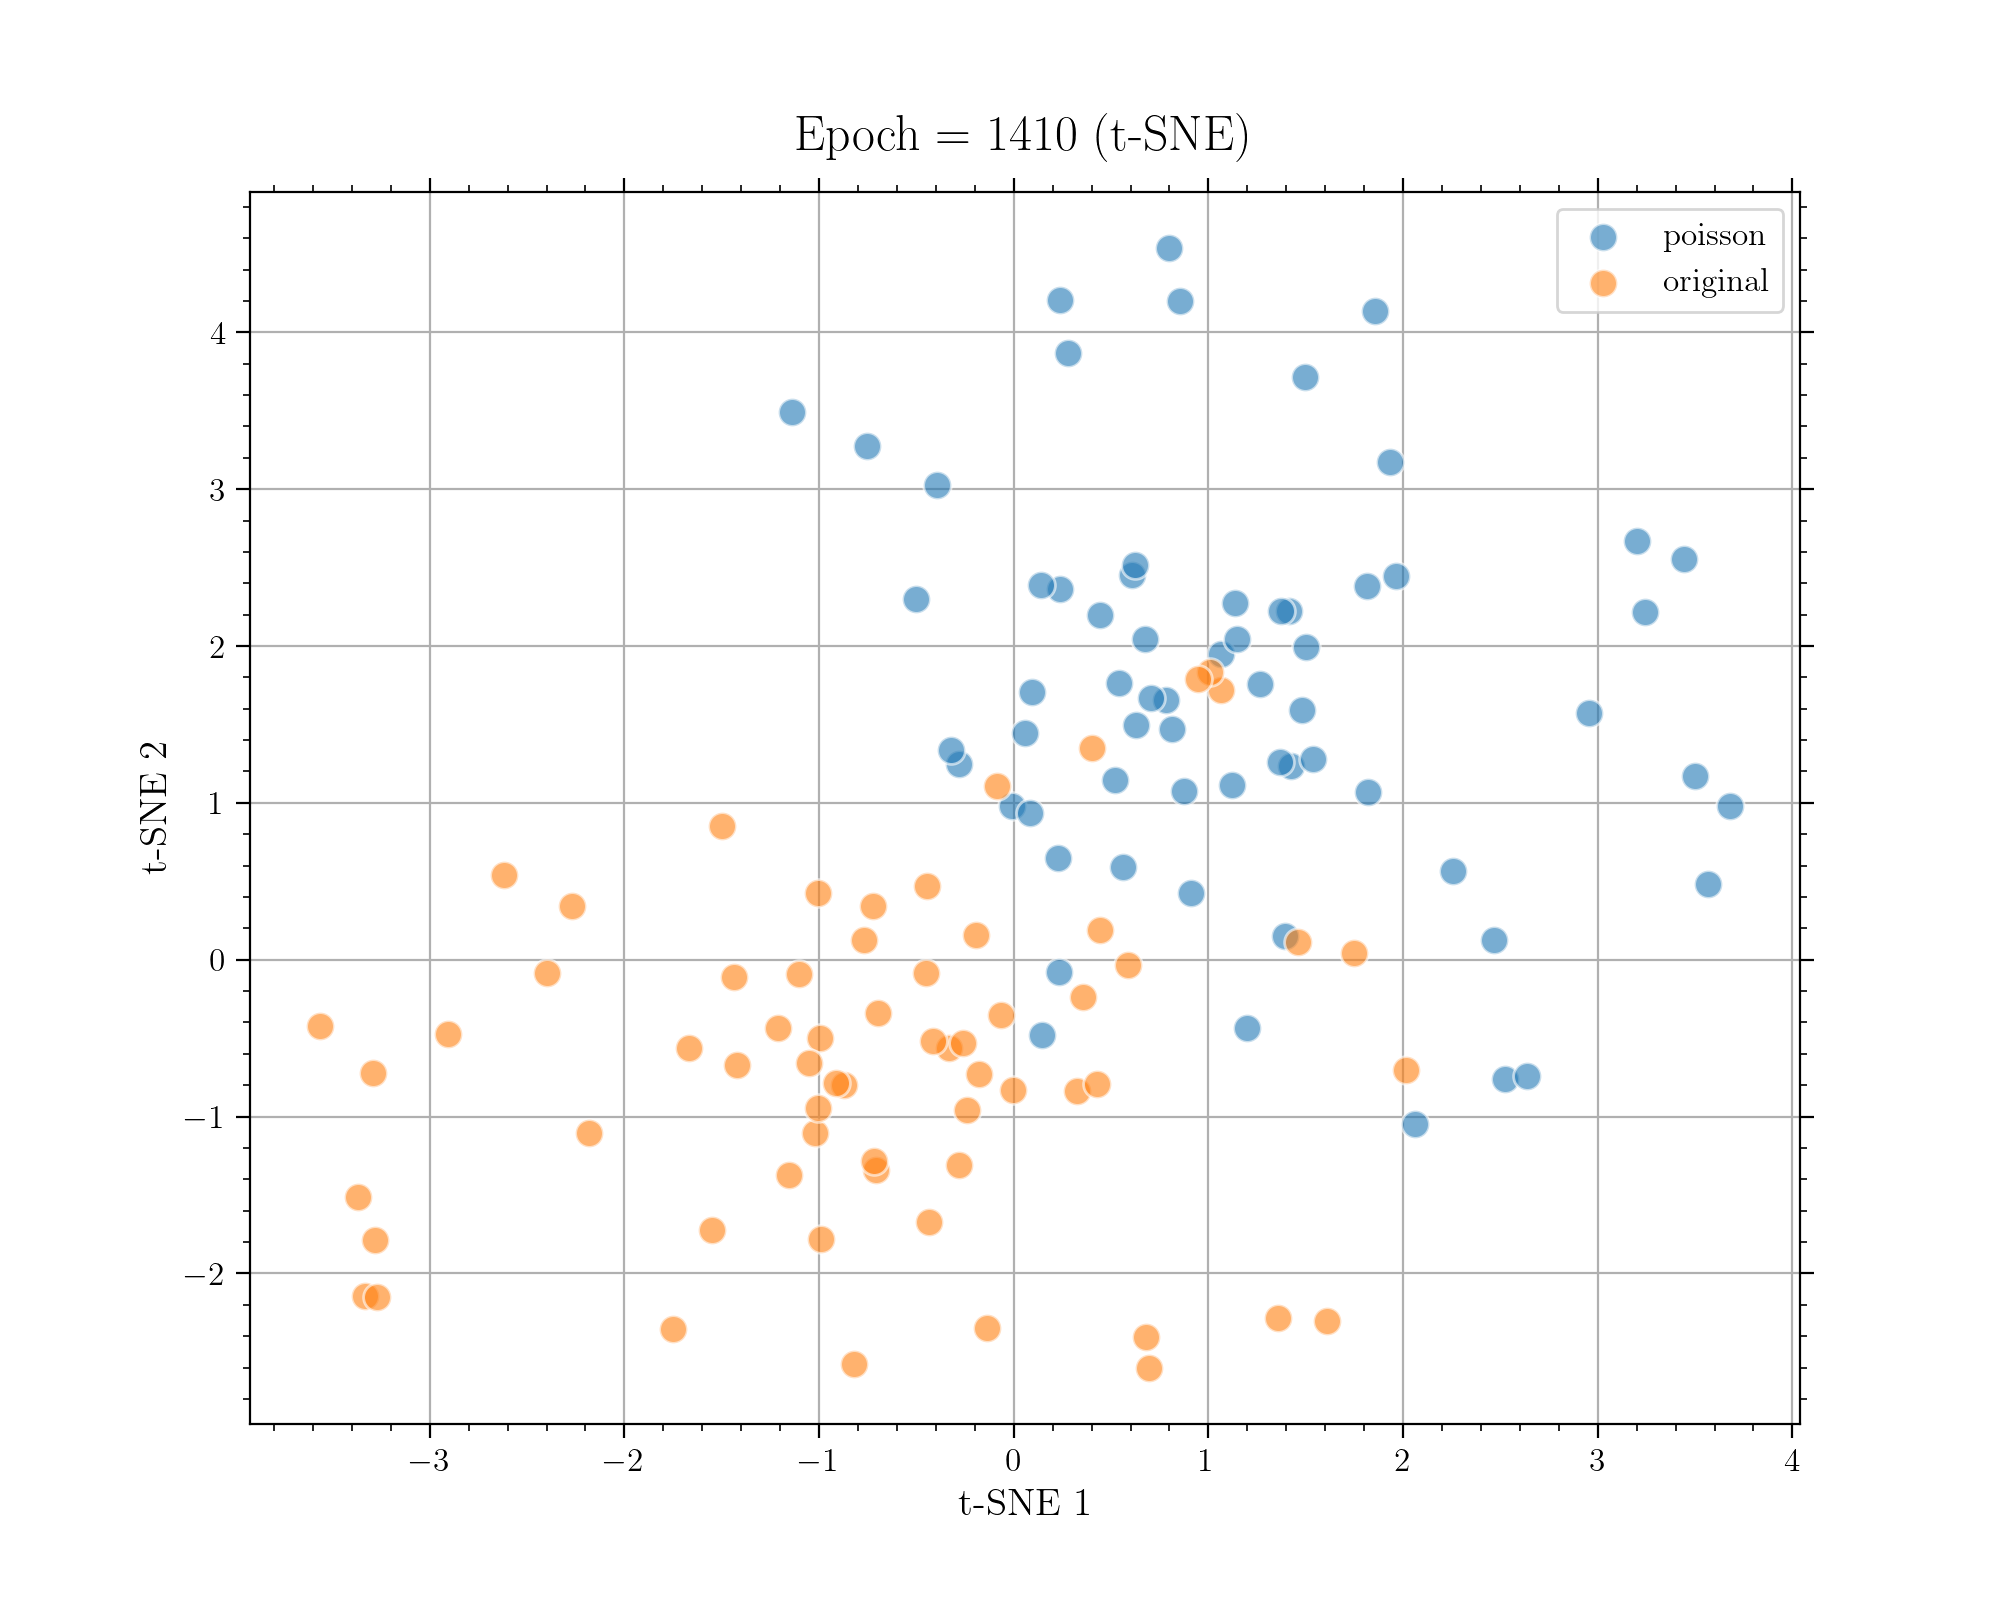 Epoch = 1410 (t-SNE)
poisson
original
4
3
2
1
0
−1
−2
t-SNE 2
−3 −2 −1 0 1 2 3 4
t-SNE 1